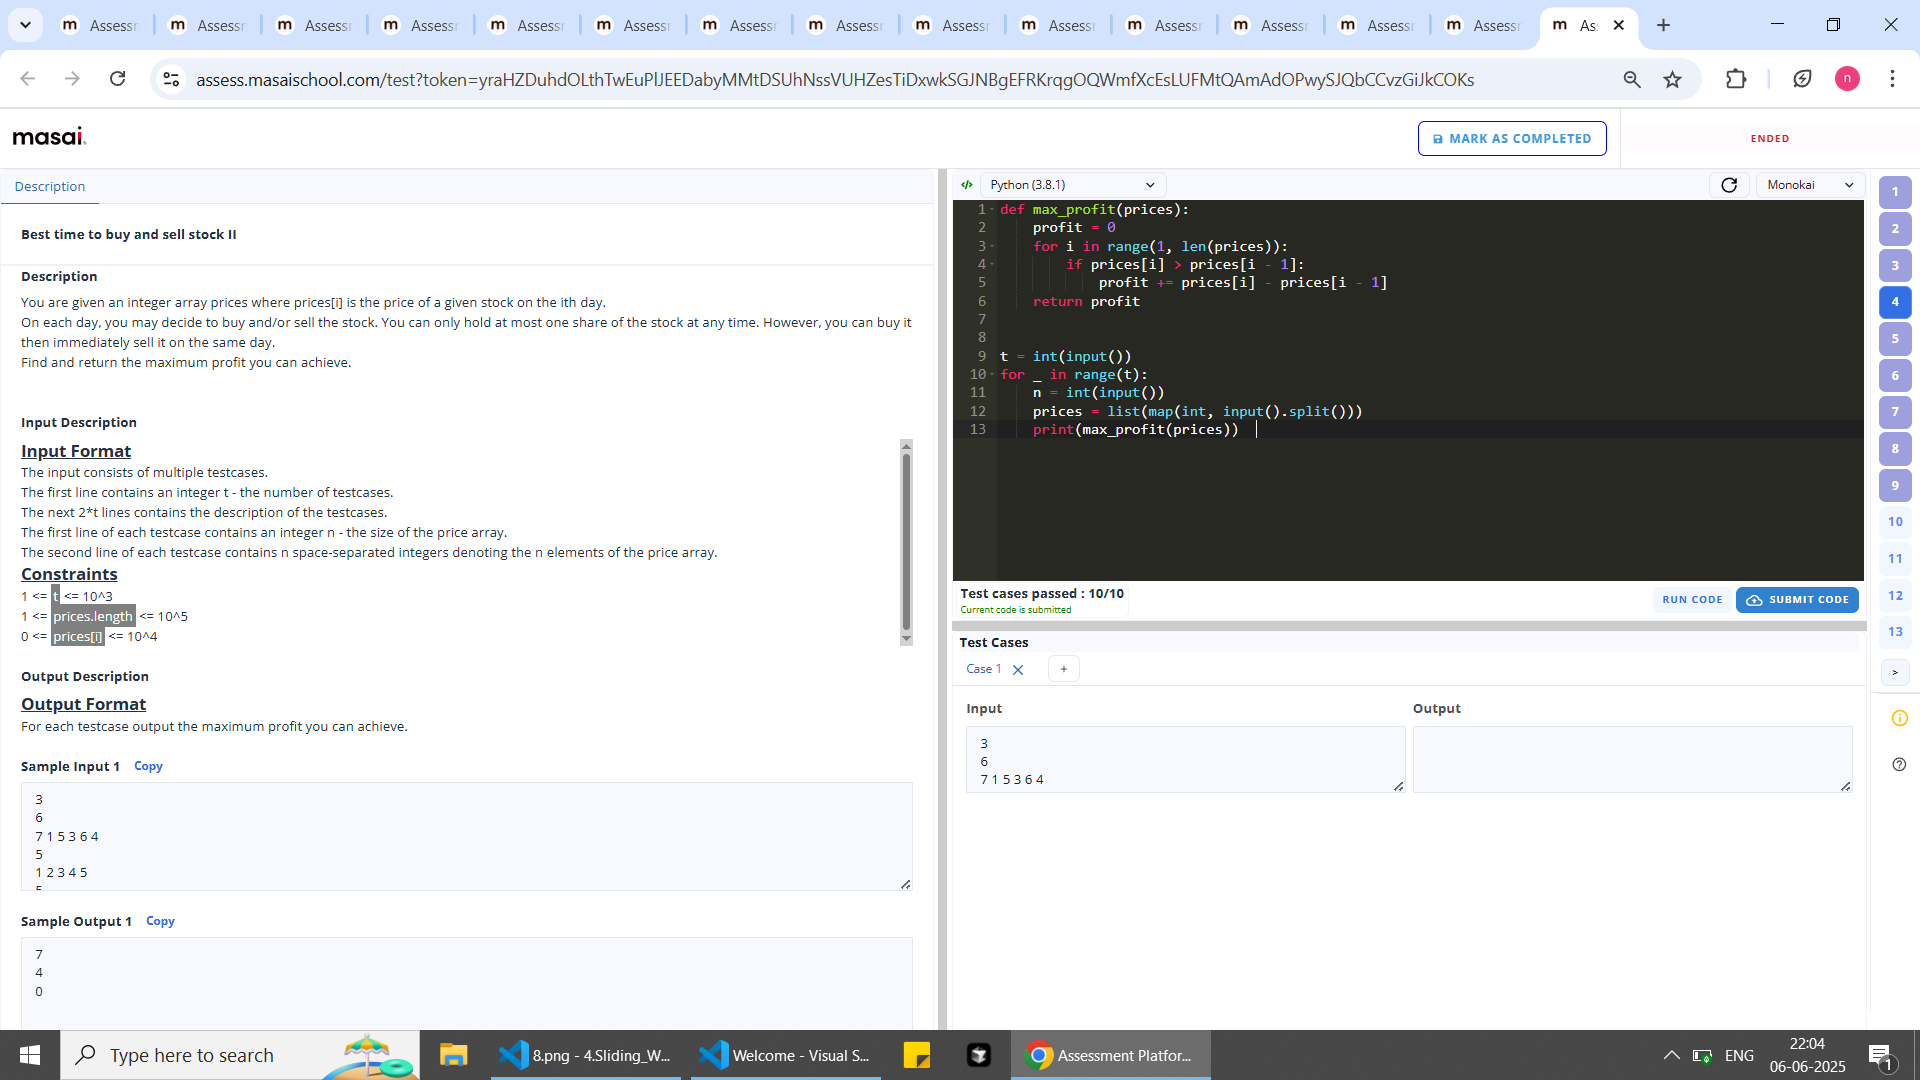 Assessm
Assessm
Assessm
Assessm
Assessm
Assessm
Assessm
Assessm
Assessm
Assessm
Assessm
Assessm
Assessm
Assessm
As
assess.masaischool.com/test?token=yraHZDuhdOLthTwEuPlJEEDabyMMtDSUhNssVUHZesTiDxwkSGJNBgEFRKrqgOQWmfXcEsLUFMtQAmAdOPwySJQbCCvzGiJkCOKs
n
masai.
MARK AS COMPLETED
ENDED
Description
Best time to buy and sell stock II
Description
You are given an integer array prices where prices[i] is the price of a given stock on the ith day.
On each day, you may decide to buy and/or sell the stock. You can only hold at most one share of the stock at any time. However, you can buy it
then immediately sell it on the same day.
Find and return the maximum profit you can achieve.
Input Description
Input Format
The input consists of multiple testcases.
The first line contains an integer t - the number of testcases.
The next 2*t lines contains the description of the testcases.
The first line of each testcase contains an integer n - the size of the price array.
The second line of each testcase contains n space-separated integers denoting the n elements of the price array.
Constraints
1 <= t <= 10^3
1 <= prices.length <= 10^5
0 <= prices[i] <= 10^4
Output Description
Output Format
For each testcase output the maximum profit you can achieve.
Sample Input 1 Copy
3
6
7 1 5 3 6 4
5
1 2 3 4 5
5
Sample Output 1 Copy
7
4
0
</> Python (3.8.1)
Monokai
1 def max_profit(prices):
2 profit = 0
3 for i in range(1, len(prices)):
4 if prices[i] > prices[i - 1]:
5 profit += prices[i] - prices[i - 1]
6 return profit
7
8
9 t = int(input())
10 for _ in range(t):
11 n = int(input())
12 prices = list(map(int, input().split()))
13 print(max_profit(prices))
Test cases passed : 10/10
Current code is submitted
RUN CODE
SUBMIT CODE
Test Cases
Case 1
+
Input
Output
3
6
7 1 5 3 6 4
1
2
3
4
5
6
7
8
9
10
11
12
13
>
Type here to search
8.png - 4.Sliding_W...
Welcome - Visual S...
Assessment Platfor...
ENG
22:04
06-06-2025
1